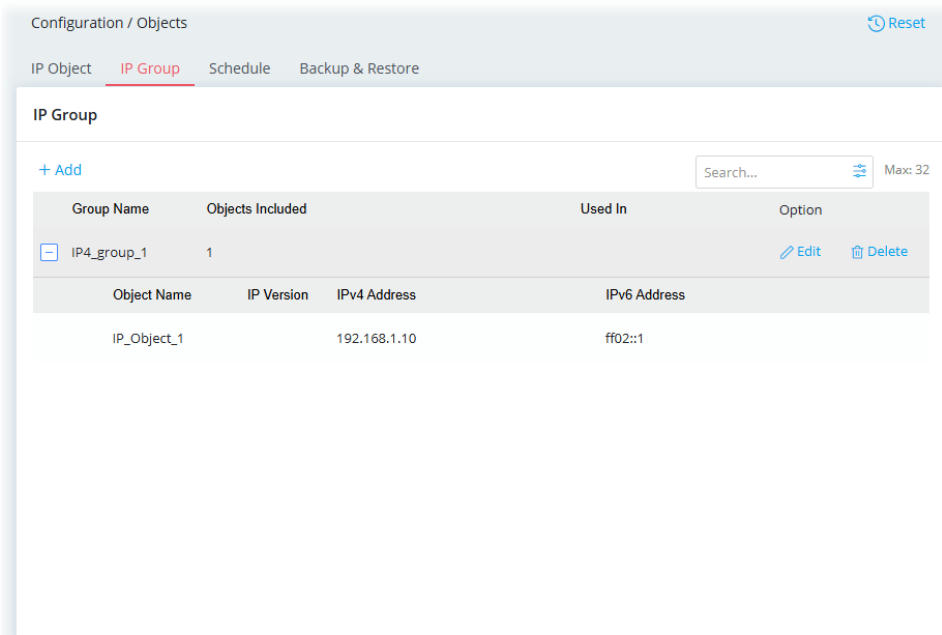 Configuration / Objects Reset
IP Object IP Group Schedule Backup & Restore
IP Group
+ Add Search... Max: 32
Group Name Objects Included Used In Option
IP4_group_1 1 Edit Delete
Object Name IP Version IPv4 Address IPv6 Address
IP_Object_1 192.168.1.10 ff02::1